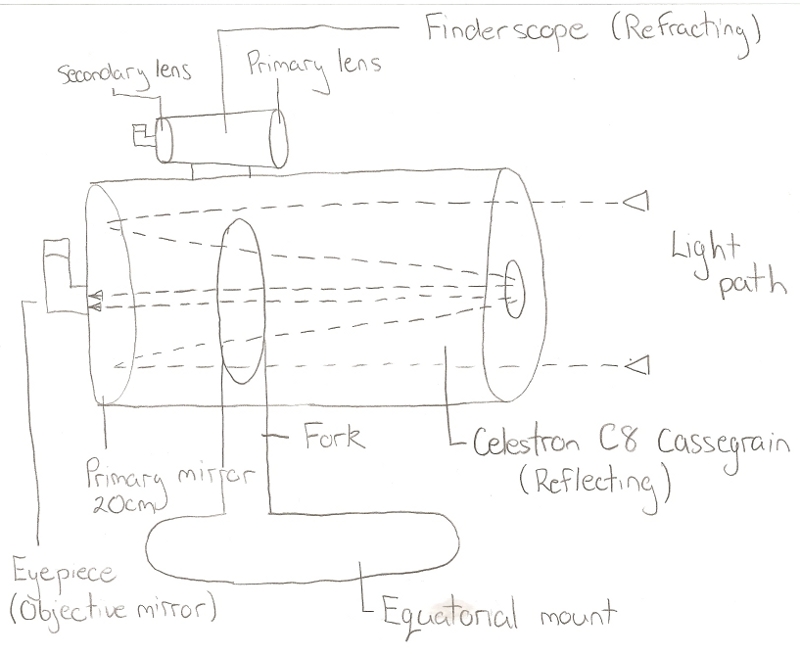 Finderscope (Refracting)
Secondary lens
Primary lens
Light
path
Fork
Celestron C8 Cassegrain
(Reflecting)
Primary mirror
20cm
Eyepiece
(Objective mirror)
Equatorial mount